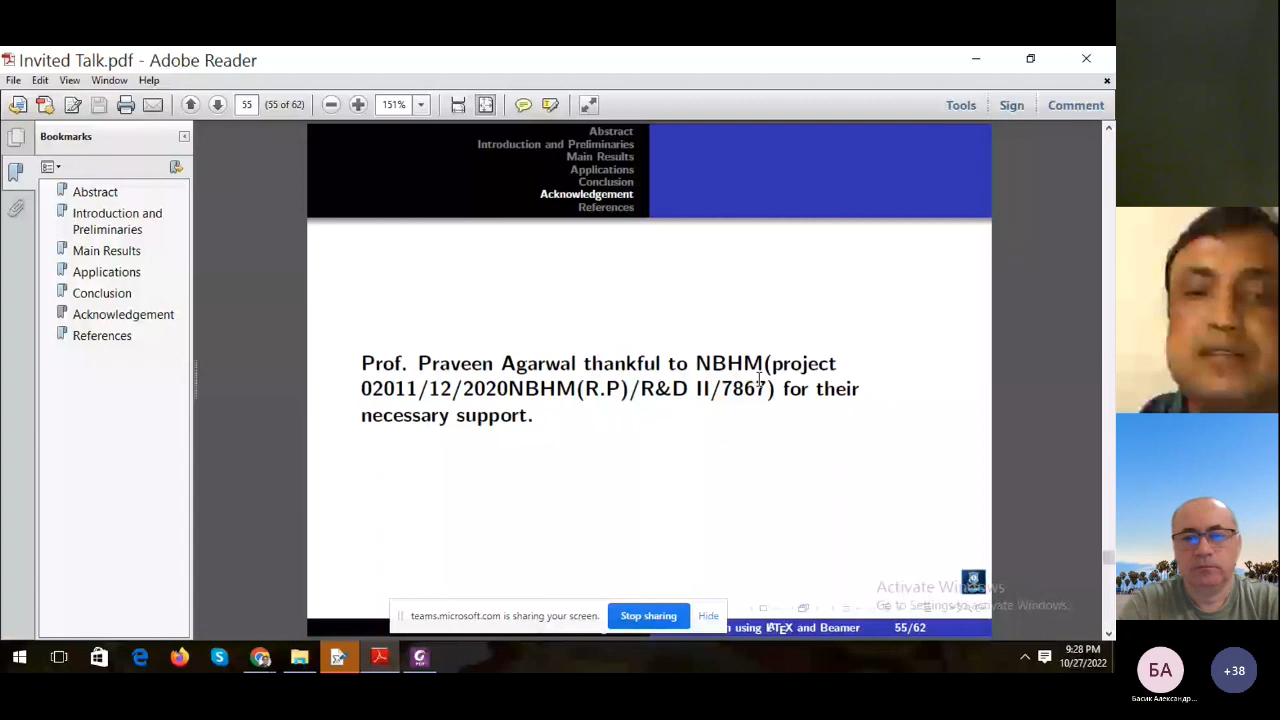 Invited Talk.pdf - Adobe Reader
File Edit View Window Help
55 (55 of 62) 151% Tools Sign Comment
Bookmarks
Abstract
Introduction and
Preliminaries
Main Results
Applications
Conclusion
Acknowledgement
References
Abstract
Introduction and Preliminaries
Main Results
Applications
Conclusion
Acknowledgement
References
Prof. Praveen Agarwal thankful to NBHM(project
02011/12/2020NBHM(R.P)/R&D II/7867) for their
necessary support.
Activate Windows
Go to Settings to activate Windows.
teams.microsoft.com is sharing your screen. Stop sharing Hide
using LATEX and Beamer 55/62
9:28 PM
10/27/2022
БА
Басик Александр...
+38